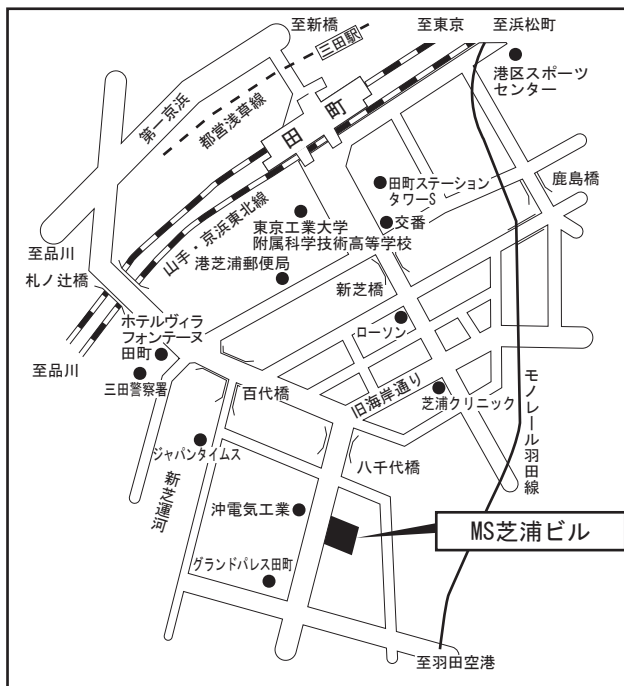 至新橋
至東京
至浜松町
三田駅
港区スポーツ
センター
第一京浜
都営浅草線
田町
鹿島橋
田町ステーション
タワーS
山手・京浜東北線
東京工業大学
附属科学技術高等学校
交番
至品川
札ノ辻橋
港芝浦郵便局
新芝橋
ホテルヴィラ
フォンテーヌ
田町
ローソン
至品川
三田警察署
百代橋
旧海岸通り
芝浦クリニック
モノレール羽田線
ジャパンタイムス
八千代橋
新芝運河
沖電気工業
MS芝浦ビル
グランドパレス田町
至羽田空港